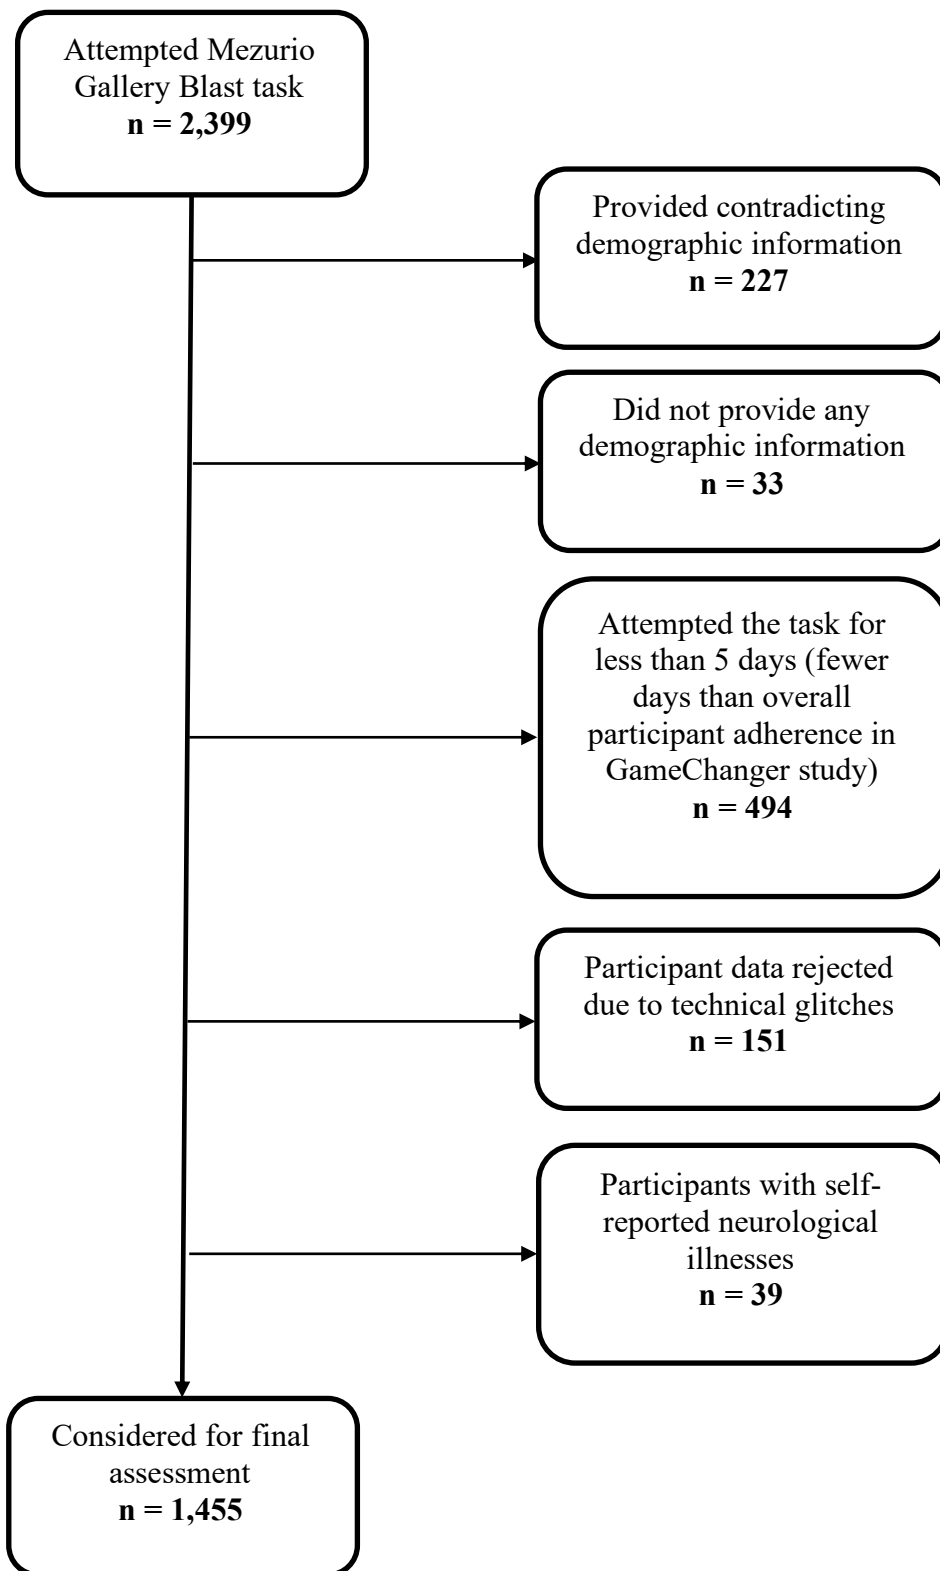 Attempted Mezurio
Gallery Blast task
n = 2,399
Provided contradicting
demographic information
n = 227
Did not provide any
demographic information
n = 33
Attempted the task for
less than 5 days (fewer
days than overall
participant adherence in
GameChanger study)
n = 494
Participant data rejected
due to technical glitches
n = 151
Participants with self-
reported neurological
illnesses
n = 39
Considered for final
assessment
n = 1,455